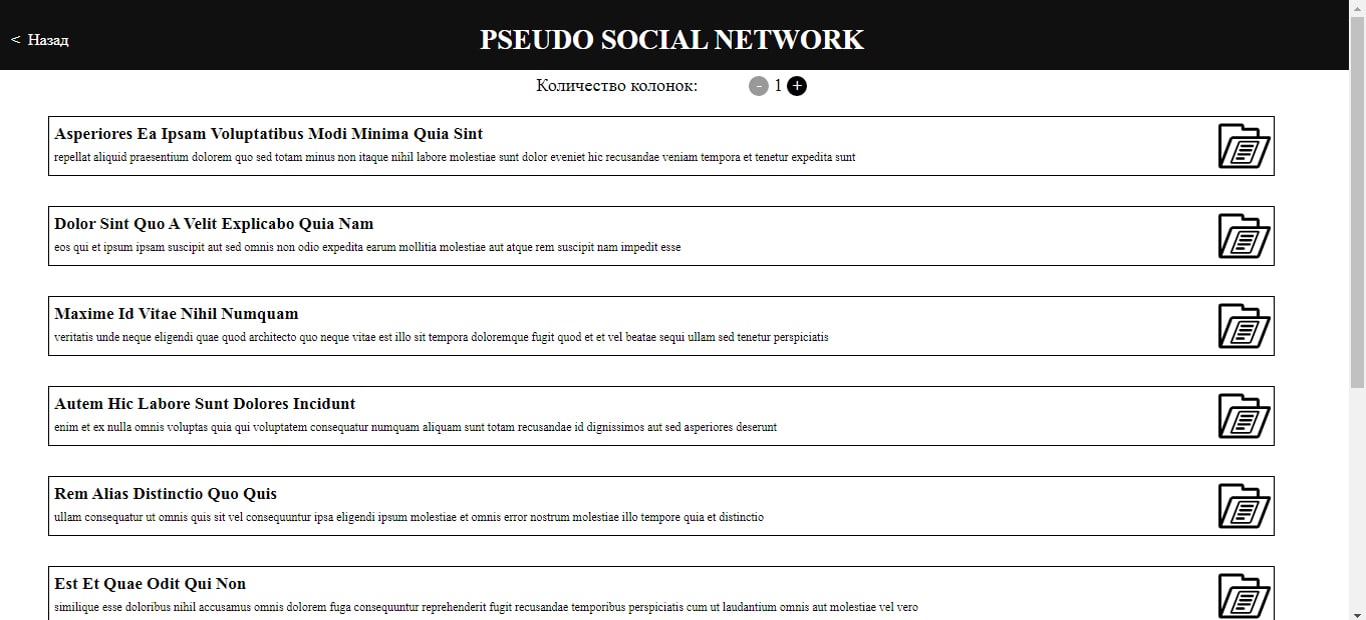 < Назад
PSEUDO SOCIAL NETWORK
Количество колонок: - 1 +
Asperiores Ea Ipsam Voluptatibus Modi Minima Quia Sint
repellat aliquid praesentium dolorem quo sed totam minus non itaque nihil labore molestiae sunt dolor eveniet hic recusandae veniam tempora et tenetur expedita sunt
Dolor Sint Quo A Velit Explicabo Quia Nam
eos qui et ipsum ipsam suscipit aut sed omnis non odio expedita earum mollitia molestiae aut atque rem suscipit nam impedit esse
Maxime Id Vitae Nihil Numquam
veritatis unde neque eligendi quae quod architecto quo neque vitae est illo sit tempora doloremque fugit quod et et vel beatae sequi ullam sed tenetur perspiciatis
Autem Hic Labore Sunt Dolores Incidunt
enim et ex nulla omnis voluptas quia qui voluptatem consequatur numquam aliquam sunt totam recusandae id dignissimos aut sed asperiores deserunt
Rem Alias Distinctio Quo Quis
ullam consequatur ut omnis quis sit vel consequuntur ipsa eligendi ipsum molestiae et omnis error nostrum molestiae illo tempore quia et distinctio
Est Et Quae Odit Qui Non
similique esse doloribus nihil accusamus omnis dolorem fuga consequuntur reprehenderit fugit recusandae temporibus perspiciatis cum ut laudantium omnis aut molestiae vel vero